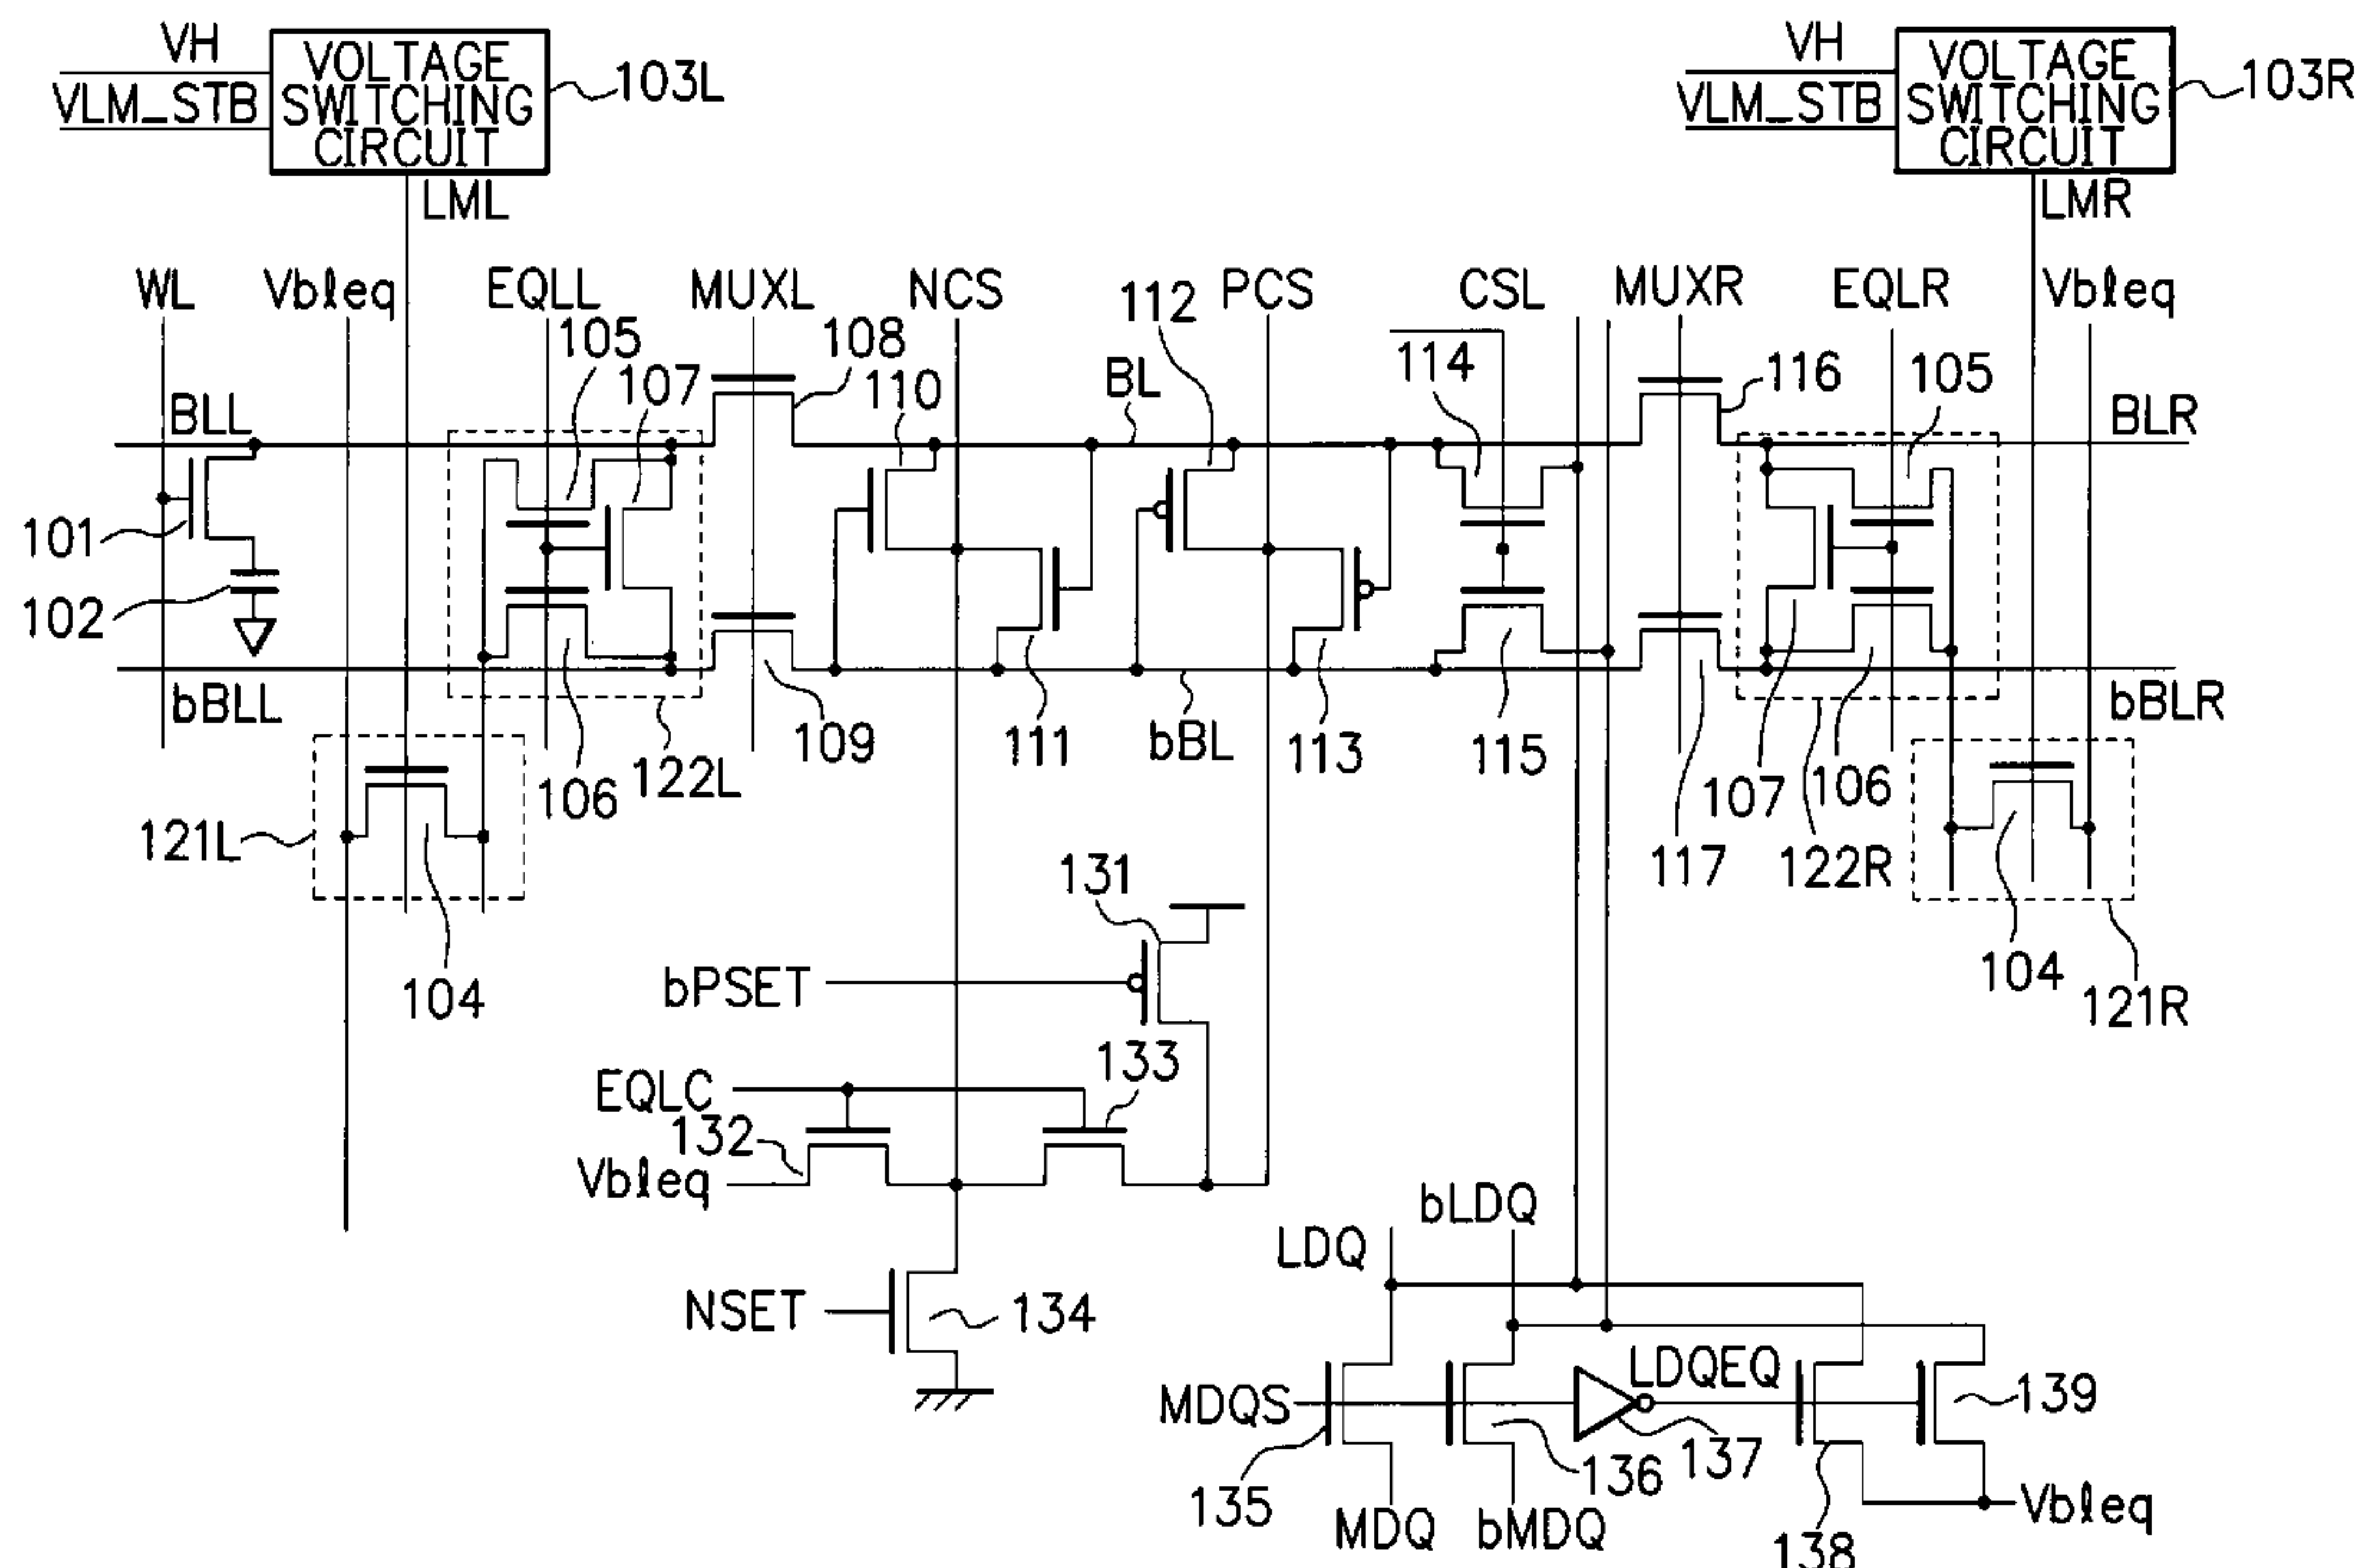 VH
VLM_STB
VOLTAGE
SWITCHING
CIRCUIT
103L
LML
VH
VLM_STB
VOLTAGE
SWITCHING
CIRCUIT
103R
LMR
WL
Vbleq
EQLL
MUXL
NCS
112
PCS
CSL
MUXR
EQLR
Vbleq
105
107
108
110
BL
114
116
105
BLL
BLR
101
102
bBLL
bBLR
106
122L
109
111
bBL
113
115
117
107
106
122R
121L
104
104
121R
131
bPSET
133
EQLC
132
Vbleq
NSET
134
LDQ
bLDQ
MDQS
LDQEQ
139
135
136
137
MDQ
bMDQ
138
Vbleq